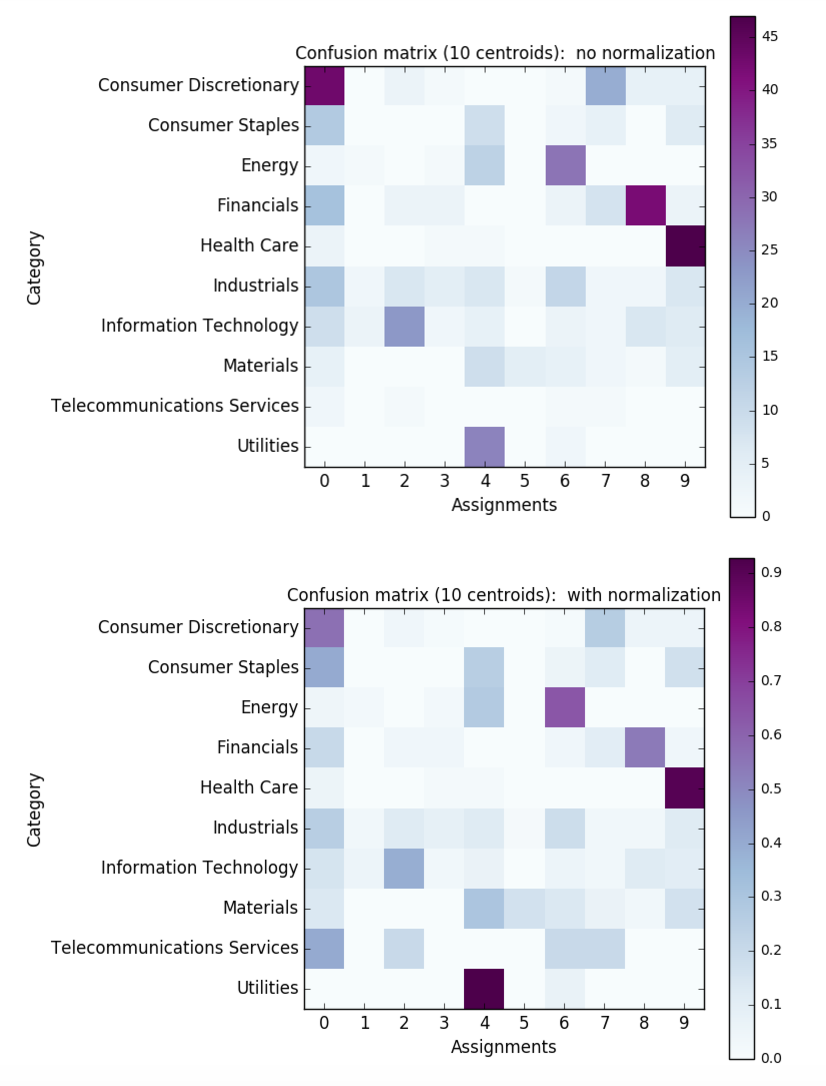 Confusion matrix (10 centroids):  no normalization
Category
Consumer Discretionary
Consumer Staples
Energy
Financials
Health Care
Industrials
Information Technology
Materials
Telecommunications Services
Utilities
0 1 2 3 4 5 6 7 8 9
Assignments
45
40
35
30
25
20
15
10
5
0
Confusion matrix (10 centroids):  with normalization
Category
Consumer Discretionary
Consumer Staples
Energy
Financials
Health Care
Industrials
Information Technology
Materials
Telecommunications Services
Utilities
0 1 2 3 4 5 6 7 8 9
Assignments
0.9
0.8
0.7
0.6
0.5
0.4
0.3
0.2
0.1
0.0